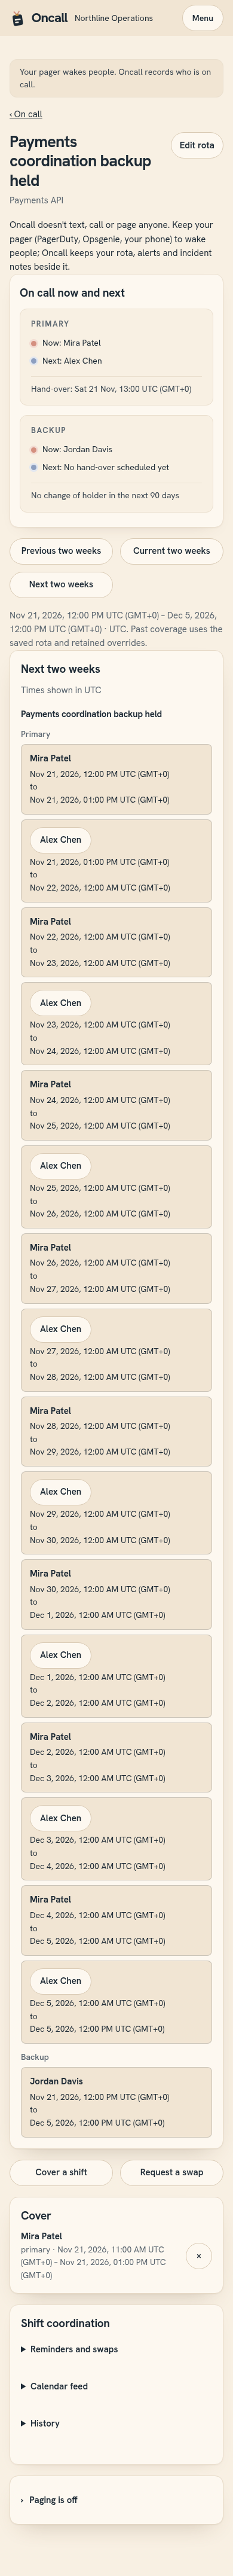 Oncall Northline Operations Menu
Your pager wakes people. Oncall records who is on
call.
‹ On call
Payments
coordination backup
held
Edit rota
Payments API
Oncall doesn't text, call or page anyone. Keep your
pager (PagerDuty, Opsgenie, your phone) to wake
people; Oncall keeps your rota, alerts and incident
notes beside it.
On call now and next
PRIMARY
Now: Mira Patel
Next: Alex Chen
Hand-over: Sat 21 Nov, 13:00 UTC (GMT+0)
BACKUP
Now: Jordan Davis
Next: No hand-over scheduled yet
No change of holder in the next 90 days
Previous two weeks Current two weeks
Next two weeks
Nov 21, 2026, 12:00 PM UTC (GMT+0) – Dec 5, 2026,
12:00 PM UTC (GMT+0) · UTC. Past coverage uses the
saved rota and retained overrides.
Next two weeks
Times shown in UTC
Payments coordination backup held
Primary
Mira Patel
Nov 21, 2026, 12:00 PM UTC (GMT+0)
to
Nov 21, 2026, 01:00 PM UTC (GMT+0)
Alex Chen
Nov 21, 2026, 01:00 PM UTC (GMT+0)
to
Nov 22, 2026, 12:00 AM UTC (GMT+0)
Mira Patel
Nov 22, 2026, 12:00 AM UTC (GMT+0)
to
Nov 23, 2026, 12:00 AM UTC (GMT+0)
Alex Chen
Nov 23, 2026, 12:00 AM UTC (GMT+0)
to
Nov 24, 2026, 12:00 AM UTC (GMT+0)
Mira Patel
Nov 24, 2026, 12:00 AM UTC (GMT+0)
to
Nov 25, 2026, 12:00 AM UTC (GMT+0)
Alex Chen
Nov 25, 2026, 12:00 AM UTC (GMT+0)
to
Nov 26, 2026, 12:00 AM UTC (GMT+0)
Mira Patel
Nov 26, 2026, 12:00 AM UTC (GMT+0)
to
Nov 27, 2026, 12:00 AM UTC (GMT+0)
Alex Chen
Nov 27, 2026, 12:00 AM UTC (GMT+0)
to
Nov 28, 2026, 12:00 AM UTC (GMT+0)
Mira Patel
Nov 28, 2026, 12:00 AM UTC (GMT+0)
to
Nov 29, 2026, 12:00 AM UTC (GMT+0)
Alex Chen
Nov 29, 2026, 12:00 AM UTC (GMT+0)
to
Nov 30, 2026, 12:00 AM UTC (GMT+0)
Mira Patel
Nov 30, 2026, 12:00 AM UTC (GMT+0)
to
Dec 1, 2026, 12:00 AM UTC (GMT+0)
Alex Chen
Dec 1, 2026, 12:00 AM UTC (GMT+0)
to
Dec 2, 2026, 12:00 AM UTC (GMT+0)
Mira Patel
Dec 2, 2026, 12:00 AM UTC (GMT+0)
to
Dec 3, 2026, 12:00 AM UTC (GMT+0)
Alex Chen
Dec 3, 2026, 12:00 AM UTC (GMT+0)
to
Dec 4, 2026, 12:00 AM UTC (GMT+0)
Mira Patel
Dec 4, 2026, 12:00 AM UTC (GMT+0)
to
Dec 5, 2026, 12:00 AM UTC (GMT+0)
Alex Chen
Dec 5, 2026, 12:00 AM UTC (GMT+0)
to
Dec 5, 2026, 12:00 PM UTC (GMT+0)
Backup
Jordan Davis
Nov 21, 2026, 12:00 PM UTC (GMT+0)
to
Dec 5, 2026, 12:00 PM UTC (GMT+0)
Cover a shift Request a swap
Cover
Mira Patel
primary · Nov 21, 2026, 11:00 AM UTC
(GMT+0) – Nov 21, 2026, 01:00 PM UTC
(GMT+0)
×
Shift coordination
Reminders and swaps
Calendar feed
History
› Paging is off